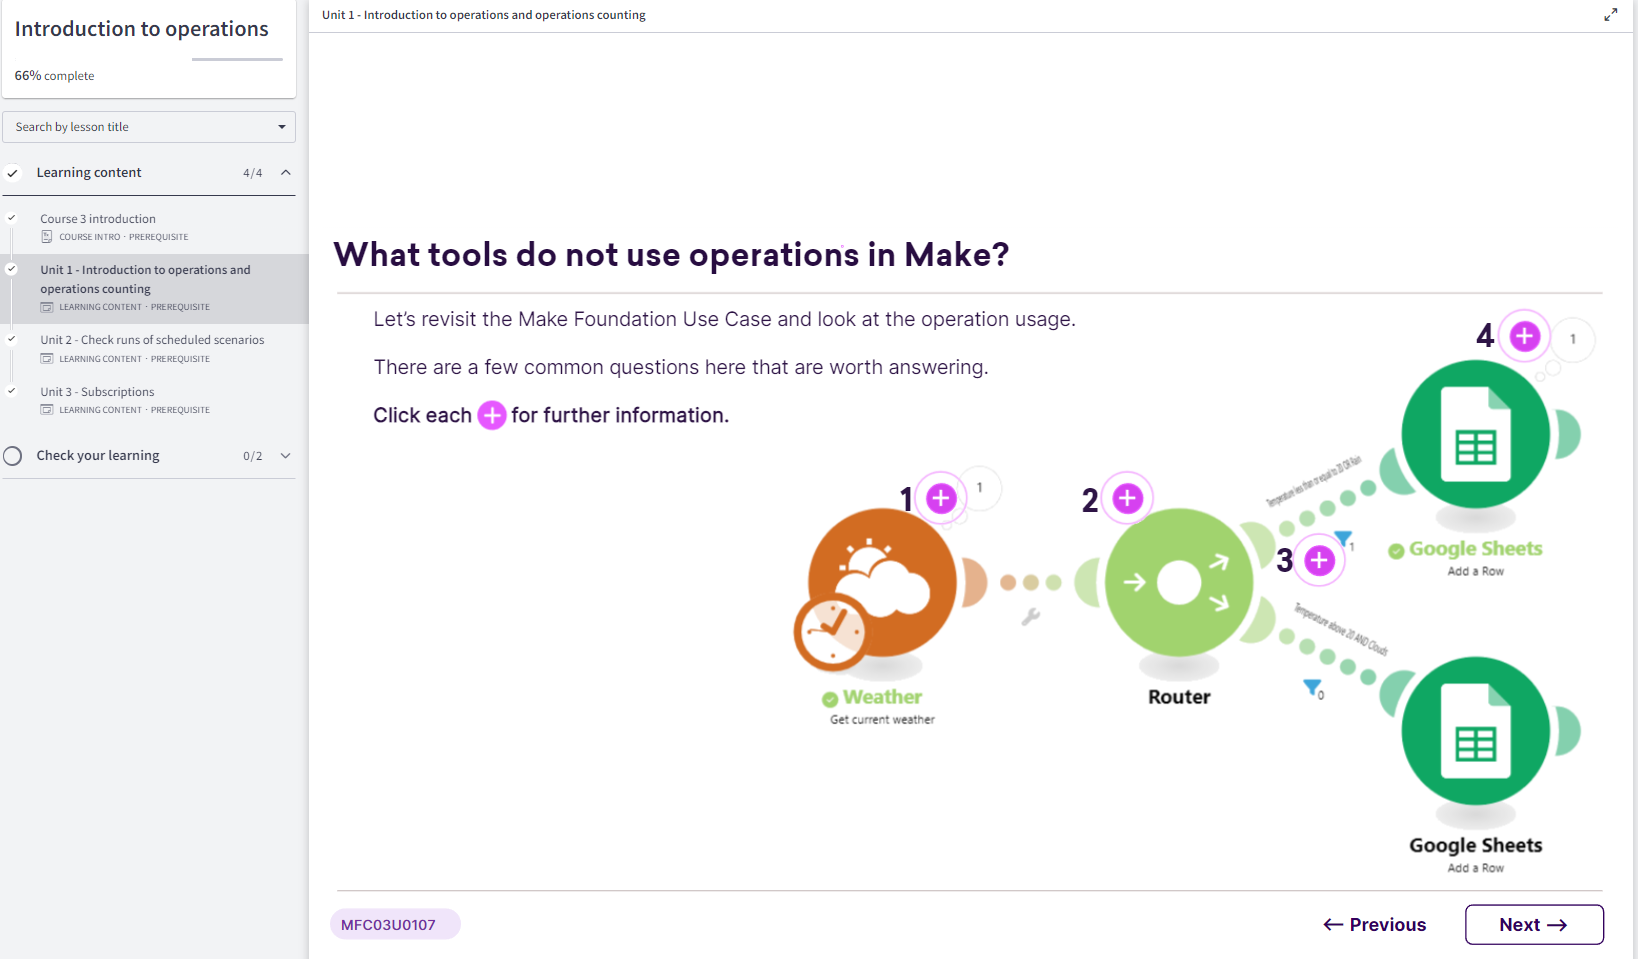 Introduction to operations
66% complete
Search by lesson title
Learning content 4/4
Course 3 introduction
COURSE INTRO · PREREQUISITE
Unit 1 - Introduction to operations and
operations counting
LEARNING CONTENT · PREREQUISITE
Unit 2 - Check runs of scheduled scenarios
LEARNING CONTENT · PREREQUISITE
Unit 3 - Subscriptions
LEARNING CONTENT · PREREQUISITE
Check your learning 0/2
Unit 1 - Introduction to operations and operations counting
What tools do not use operations in Make?
Let's revisit the Make Foundation Use Case and look at the operation usage.
There are a few common questions here that are worth answering.
Click each + for further information.
4 + 1
1 + 1
2 +
Temperature less than or equal to 20 OR Rain
3 + 1
Google Sheets
Add a Row
Temperature above 20 AND Clouds
0
Weather
Get current weather
Router
Google Sheets
Add a Row
MFC03U0107
← Previous
Next →